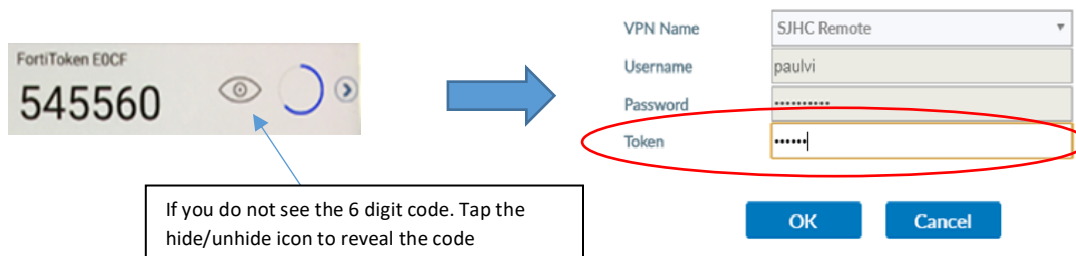 FortiToken E0CF
545560
If you do not see the 6 digit code. Tap the
hide/unhide icon to reveal the code
VPN Name SJHC Remote
Username paulvi
Password ••••••••••
Token ••••••
OK Cancel